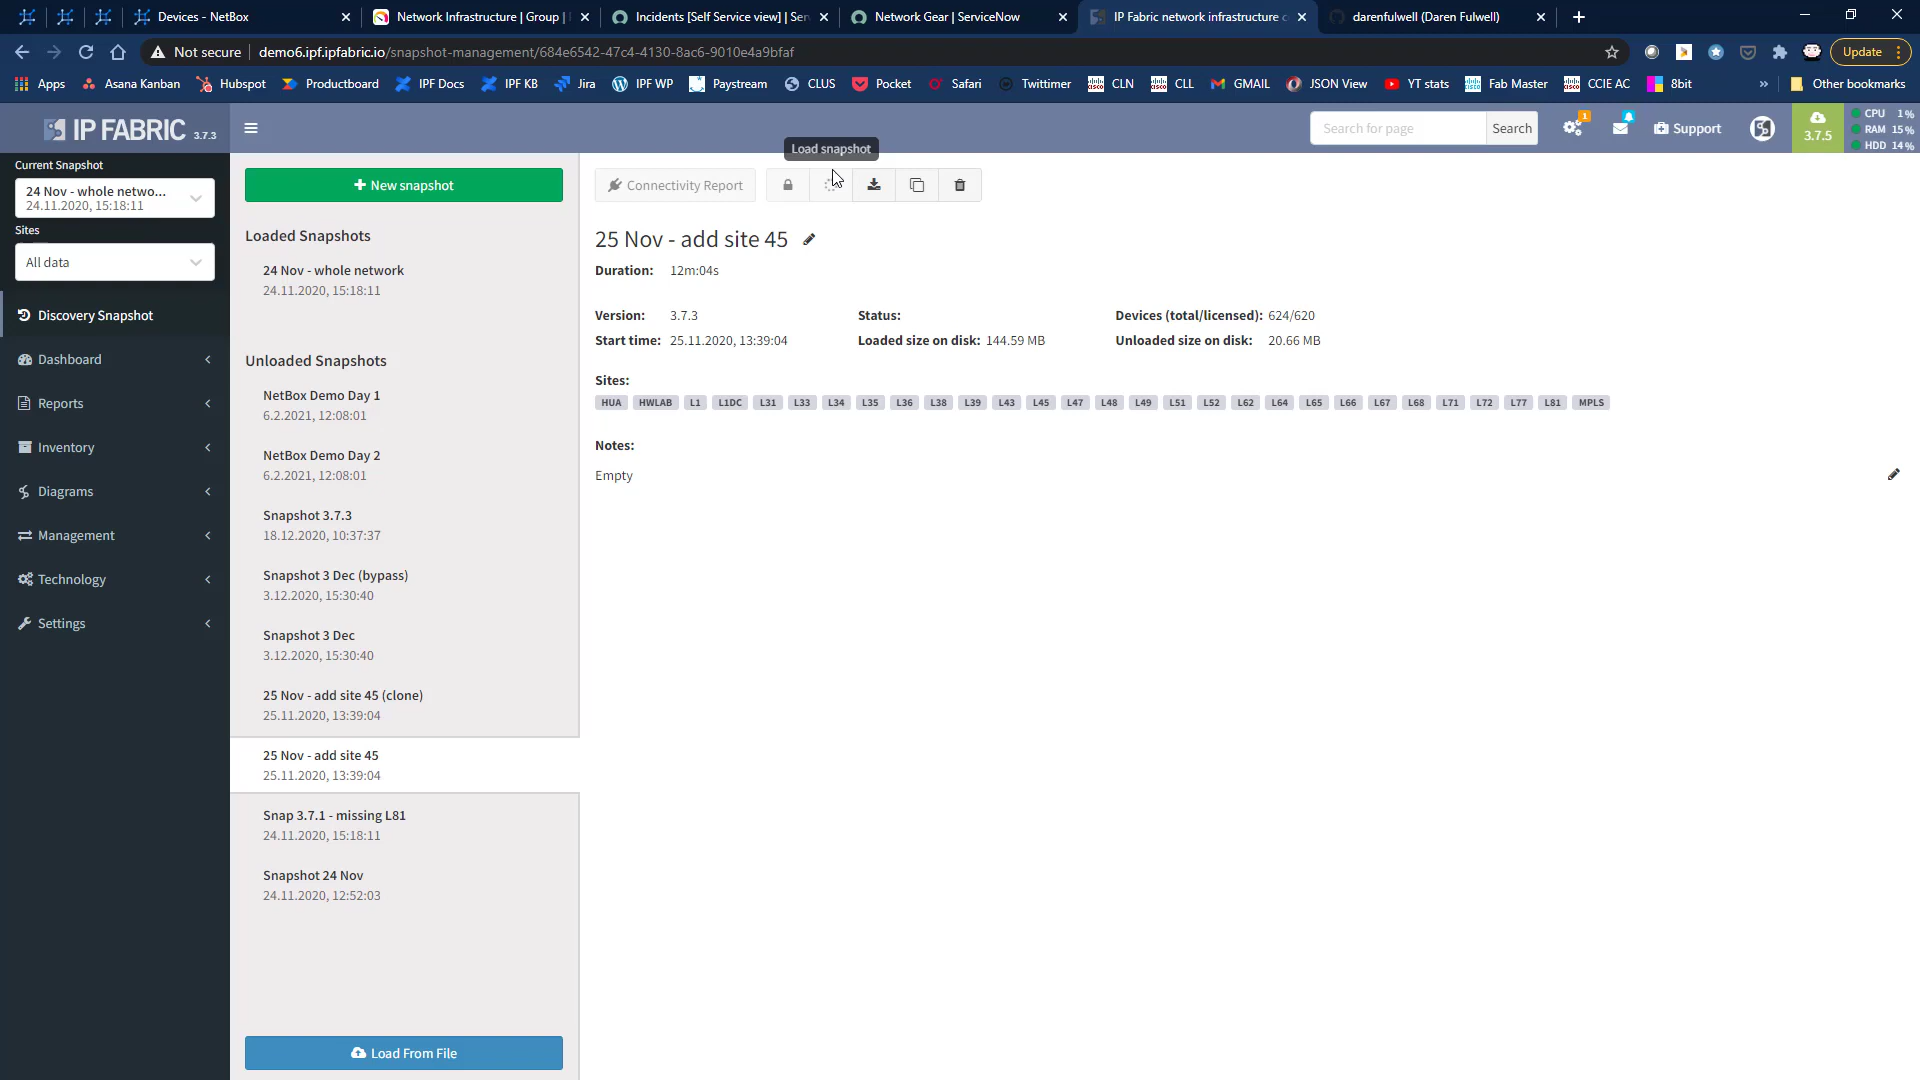 Devices - NetBox
Network Infrastructure | Group |
Incidents [Self Service view] | Ser
Network Gear | ServiceNow
IP Fabric network infrastructure c
darenfulwell (Daren Fulwell)
Not secure
demo6.ipf.ipfabric.io/snapshot-management/684e6542-47c4-4130-8ac6-9010e4a9bfaf
Update
Apps
Asana Kanban
Hubspot
Productboard
IPF Docs
IPF KB
Jira
IPF WP
Paystream
CLUS
Pocket
Safari
Twittimer
CLN
CLL
GMAIL
JSON View
YT stats
Fab Master
CCIE AC
8bit
»
Other bookmarks
IP FABRIC 3.7.3
Search for page
Search
1
Support
3.7.5
CPU 1%
RAM 15%
HDD 14%
Load snapshot
Current Snapshot
24 Nov - whole netwo...
24.11.2020, 15:18:11
Sites
All data
Discovery Snapshot
Dashboard
Reports
Inventory
Diagrams
Management
Technology
Settings
New snapshot
Loaded Snapshots
24 Nov - whole network
24.11.2020, 15:18:11
Unloaded Snapshots
NetBox Demo Day 1
6.2.2021, 12:08:01
NetBox Demo Day 2
6.2.2021, 12:08:01
Snapshot 3.7.3
18.12.2020, 10:37:37
Snapshot 3 Dec (bypass)
3.12.2020, 15:30:40
Snapshot 3 Dec
3.12.2020, 15:30:40
25 Nov - add site 45 (clone)
25.11.2020, 13:39:04
25 Nov - add site 45
25.11.2020, 13:39:04
Snap 3.7.1 - missing L81
24.11.2020, 15:18:11
Snapshot 24 Nov
24.11.2020, 12:52:03
Load From File
Connectivity Report
25 Nov - add site 45
Duration: 12m:04s
Version: 3.7.3
Status:
Devices (total/licensed): 624/620
Start time: 25.11.2020, 13:39:04
Loaded size on disk: 144.59 MB
Unloaded size on disk: 20.66 MB
Sites:
HUA HWLAB L1 L1DC L31 L33 L34 L35 L36 L38 L39 L43 L45 L47 L48 L49 L51 L52 L62 L64 L65 L66 L67 L68 L71 L72 L77 L81 MPLS
Notes:
Empty